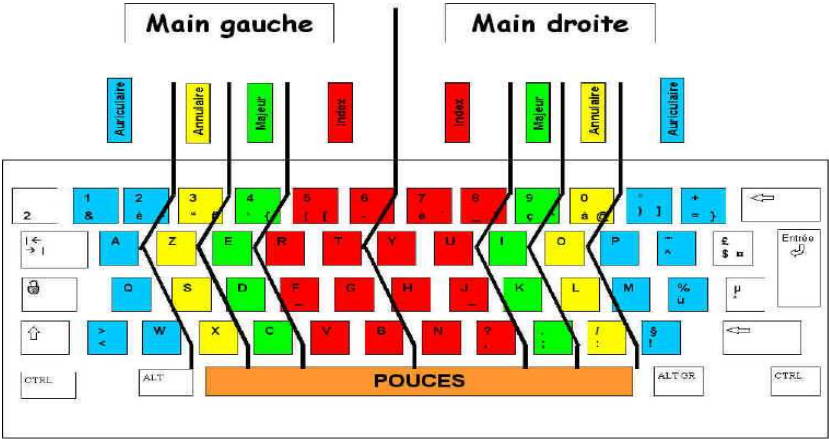 Main gauche Main droite
Auriculaire Annulaire Majeur Index Index Majeur Annulaire Auriculaire
1 2 3 4 5 6 7 8 9 0 ° +
2 & é " # ' { ( [ - è _ ç à @ ) ] = }
A Z E R T Y U I O P ¨ £ Entrée
^ $ ¤
Q S D F G H J K L M % µ
_ _ ù *
> W X C V B N ? . / §
< , ; : !
CTRL ALT POUCES ALT GR CTRL